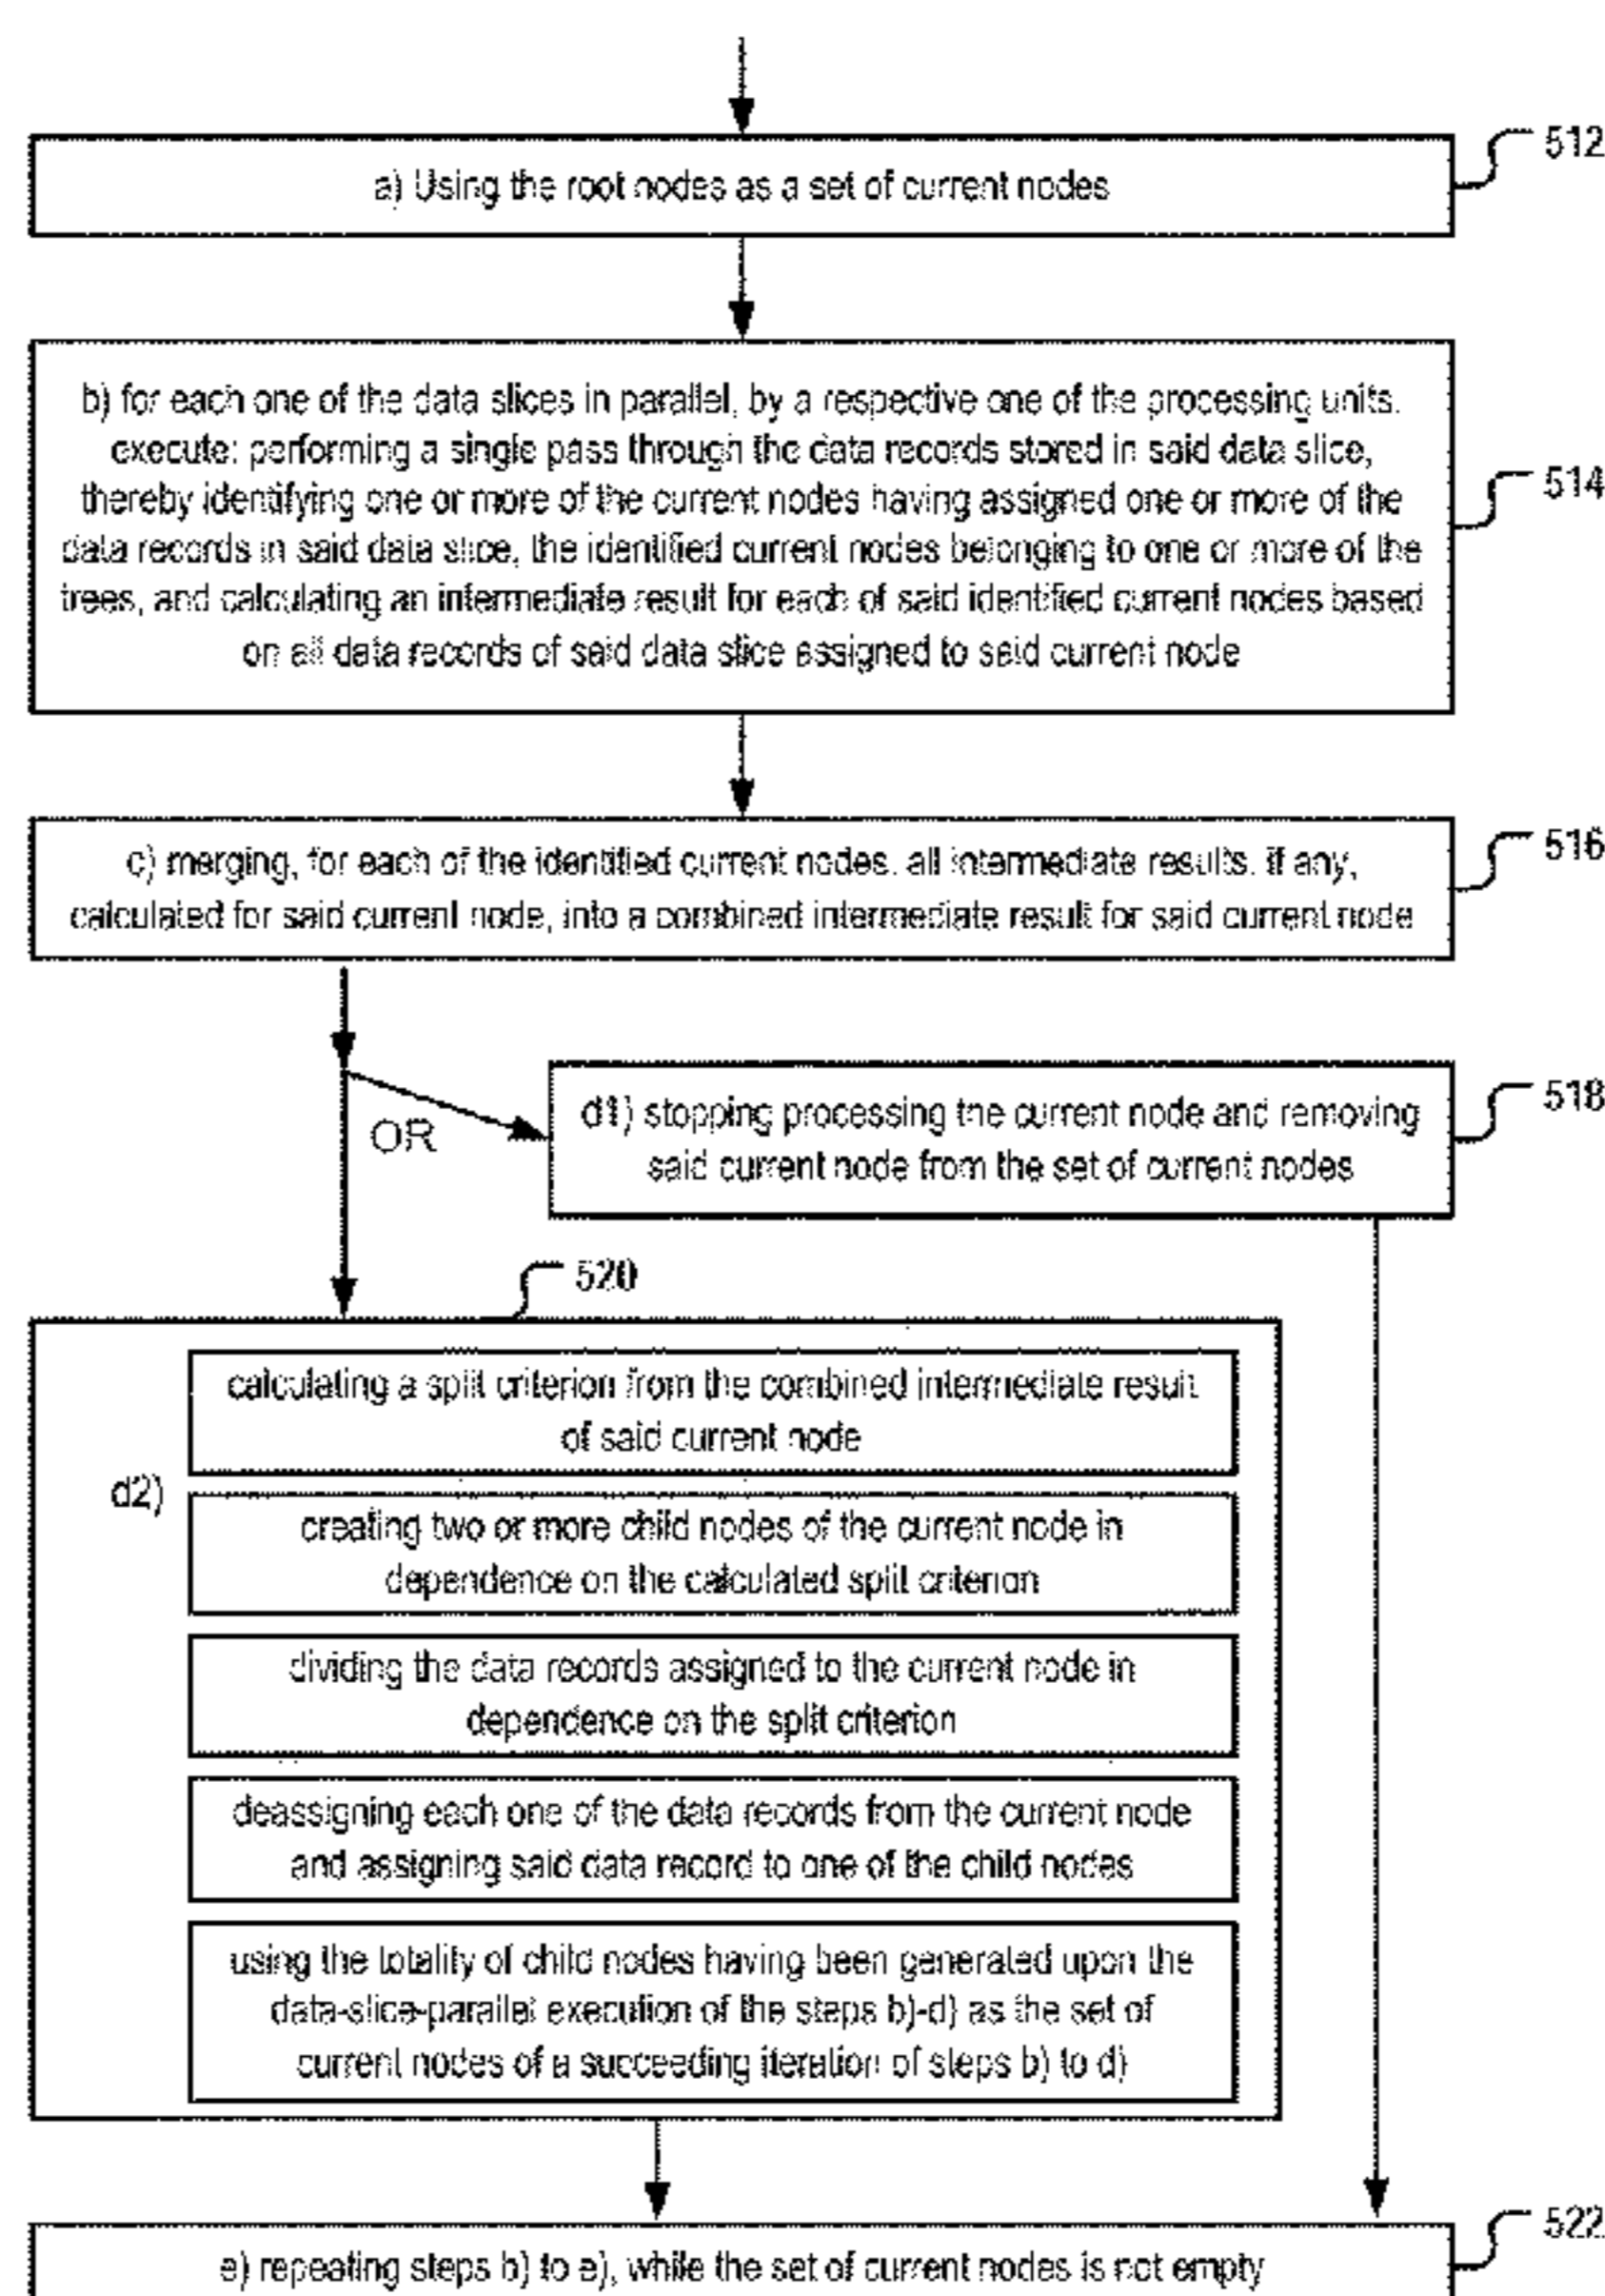 512
a) Using the root nodes as a set of current nodes
b) for each one of the data slices in parallel, by a respective one of the processing units.
execute: performing a single pass through the data records stored in said data slice,
514
thereby identifying one or more of the current nodes having assigned one or more of the
data records in said data slice, the identified current nodes belonging to one or more of the
trees, and calculating an intermediate result for each of said identified current nodes based
on all data records of said data slice assigned to said current node
516
c) merging, for each of the identified current nodes, all intermediate results, if any,
calculated for said current node, into a combined intermediate result for said current node
518
d1) stopping processing the current node and removing
OR
said current node from the set of current nodes
520
calculating a split criterion from the combined intermediate result
of said current node
d2)
creating two or more child nodes of the current node in
dependence on the calculated split criterion
dividing the data records assigned to the current node in
dependence on the split criterion
deassigning each one of the data records from the current node
and assigning said data record to one of the child nodes
using the totality of child nodes having been generated upon the
data-slice-parallel execution of the steps b)-d) as the set of
current nodes of a succeeding iteration of steps b) to d)
522
e) repeating steps b) to e), while the set of current nodes is not empty